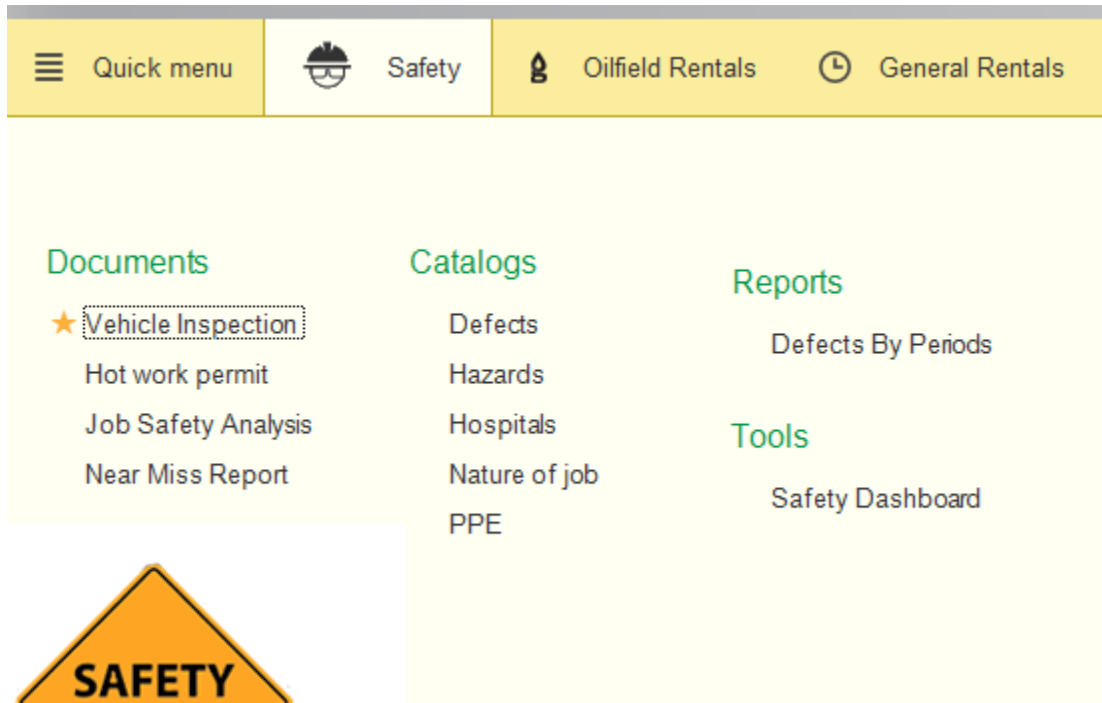 Quick menu
Safety
Oilfield Rentals
General Rentals
Documents
Vehicle Inspection
Hot work permit
Job Safety Analysis
Near Miss Report
Catalogs
Defects
Hazards
Hospitals
Nature of job
PPE
Reports
Defects By Periods
Tools
Safety Dashboard
SAFETY